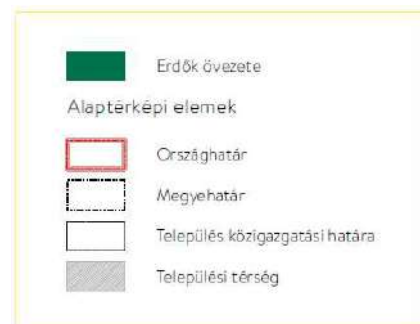 Erdők övezete
Alaptérképi elemek
Országhatár
Megyehatár
Település közigazgatási határa
Települési térség